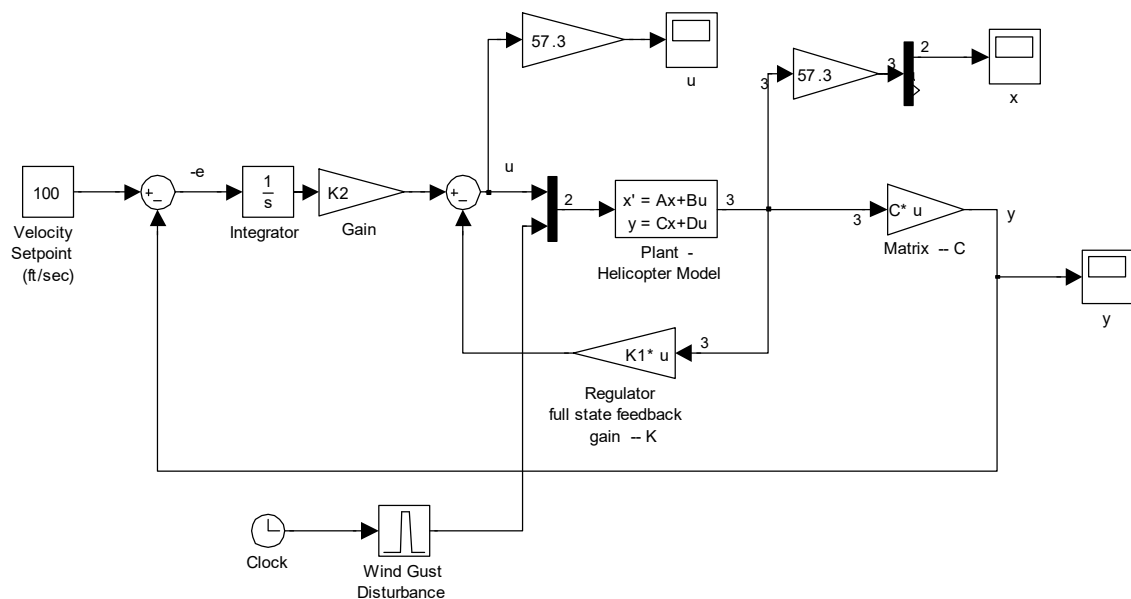 57.3
u
57.3
3
3
2
x
100
Velocity
Setpoint
(ft/sec)
+
−
-e
1
s
Integrator
K2
Gain
+
−
u
2
x' = Ax+Bu
y = Cx+Du
Plant -
Helicopter Model
3
3
C* u
Matrix -- C
y
y
K1* u
3
Regulator
full state feedback
gain -- K
Clock
Wind Gust
Disturbance